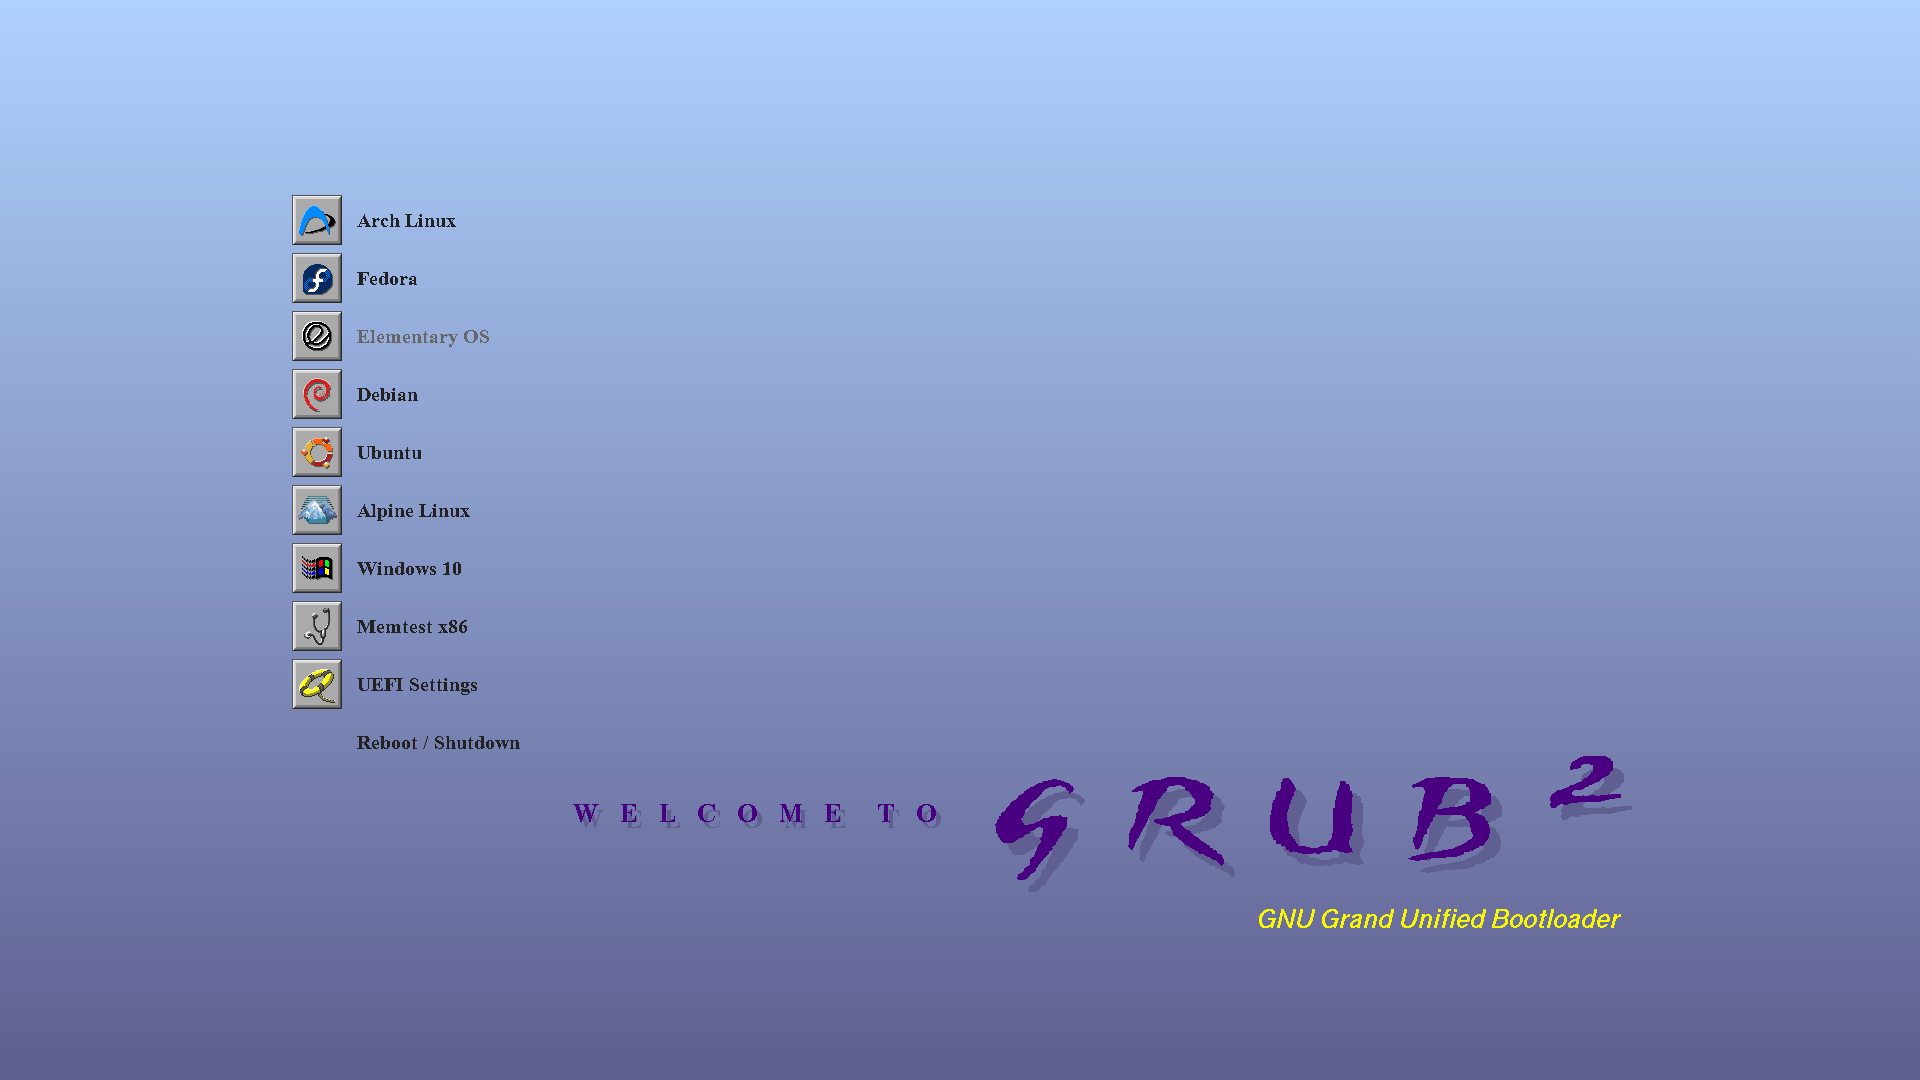 Arch Linux
Fedora
Elementary OS
Debian
Ubuntu
Alpine Linux
Windows 10
Memtest x86
UEFI Settings
Reboot / Shutdown
WELCOME TO GRUB 2
GNU Grand Unified Bootloader